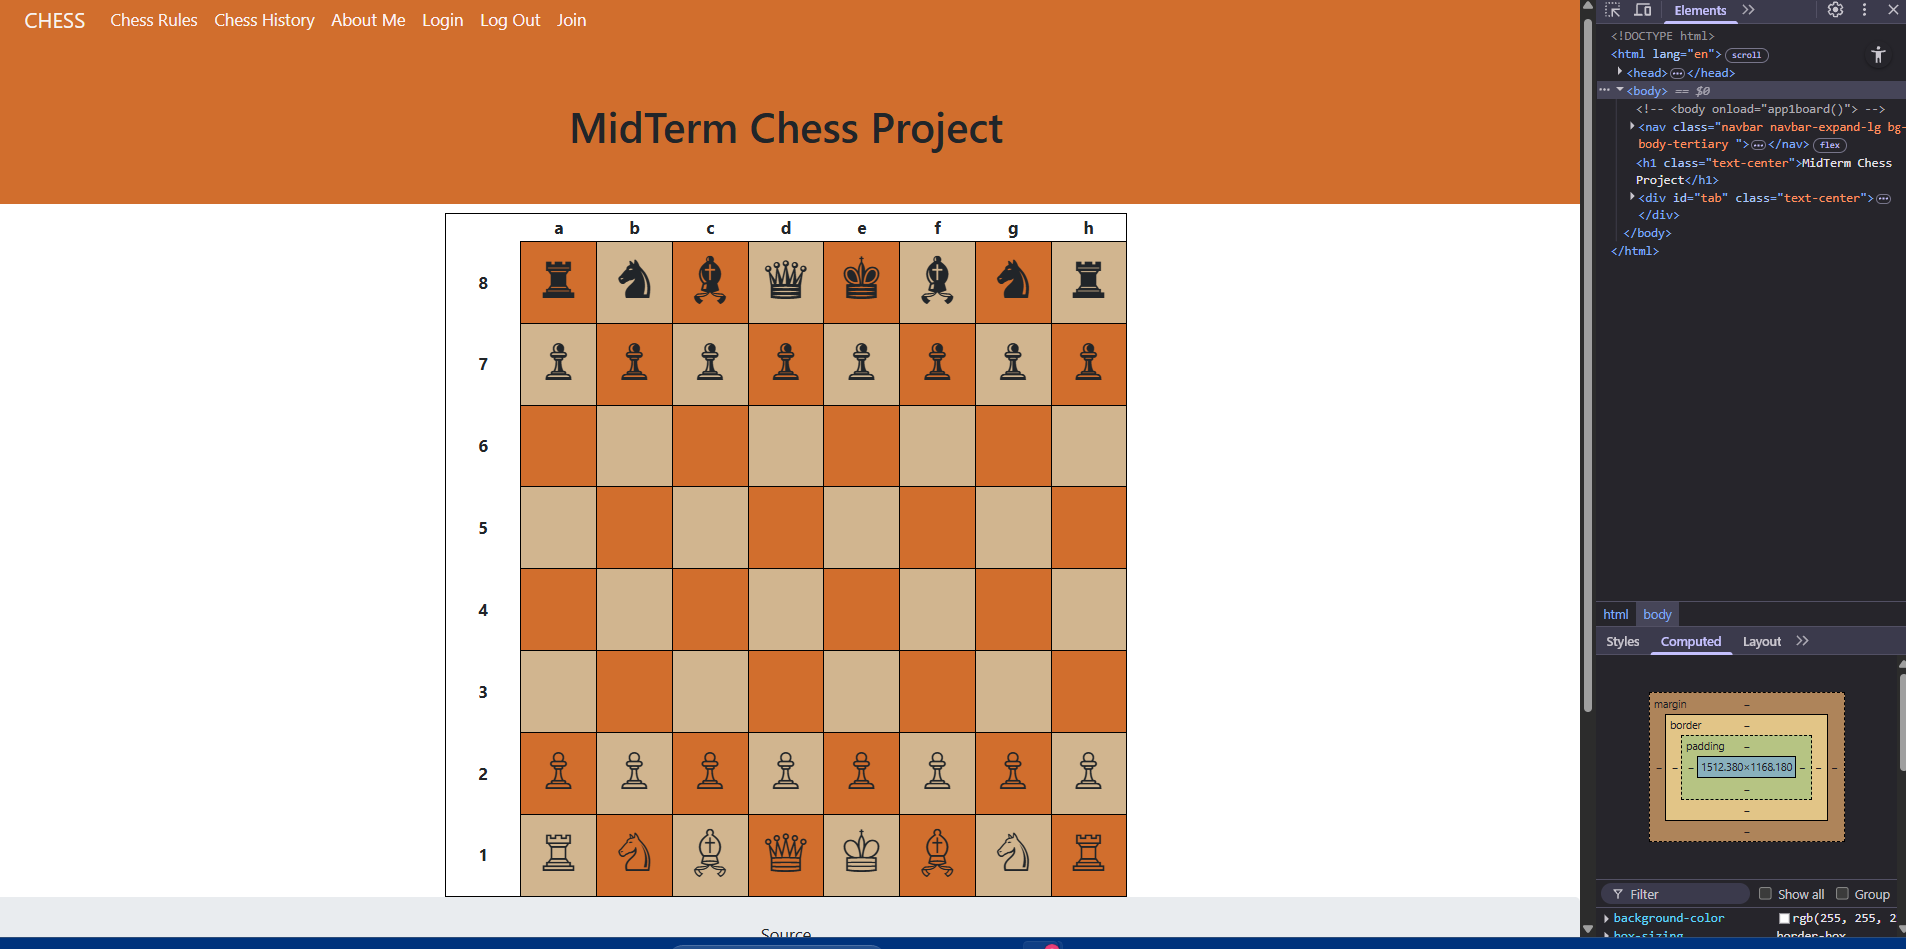 CHESS Chess Rules Chess History About Me Login Log Out Join
MidTerm Chess Project
a b c d e f g h
8
7
6
5
4
3
2
1
Source
Elements
<!DOCTYPE html>
<html lang="en"> scroll
<head> ••• </head>
••• <body> == $0
<!-- <body onload="app1board()"> -->
<nav class="navbar navbar-expand-lg bg-
body-tertiary "> ••• </nav> flex
<h1 class="text-center">MidTerm Chess
Project</h1>
<div id="tab" class="text-center"> •••
</div>
</body>
</html>
html body
Styles Computed Layout
margin –
border –
padding –
– – – 1512.380×1168.180 – – –
–
–
–
Filter Show all Group
background-color rgb(255, 255, 2
box-sizing border-box